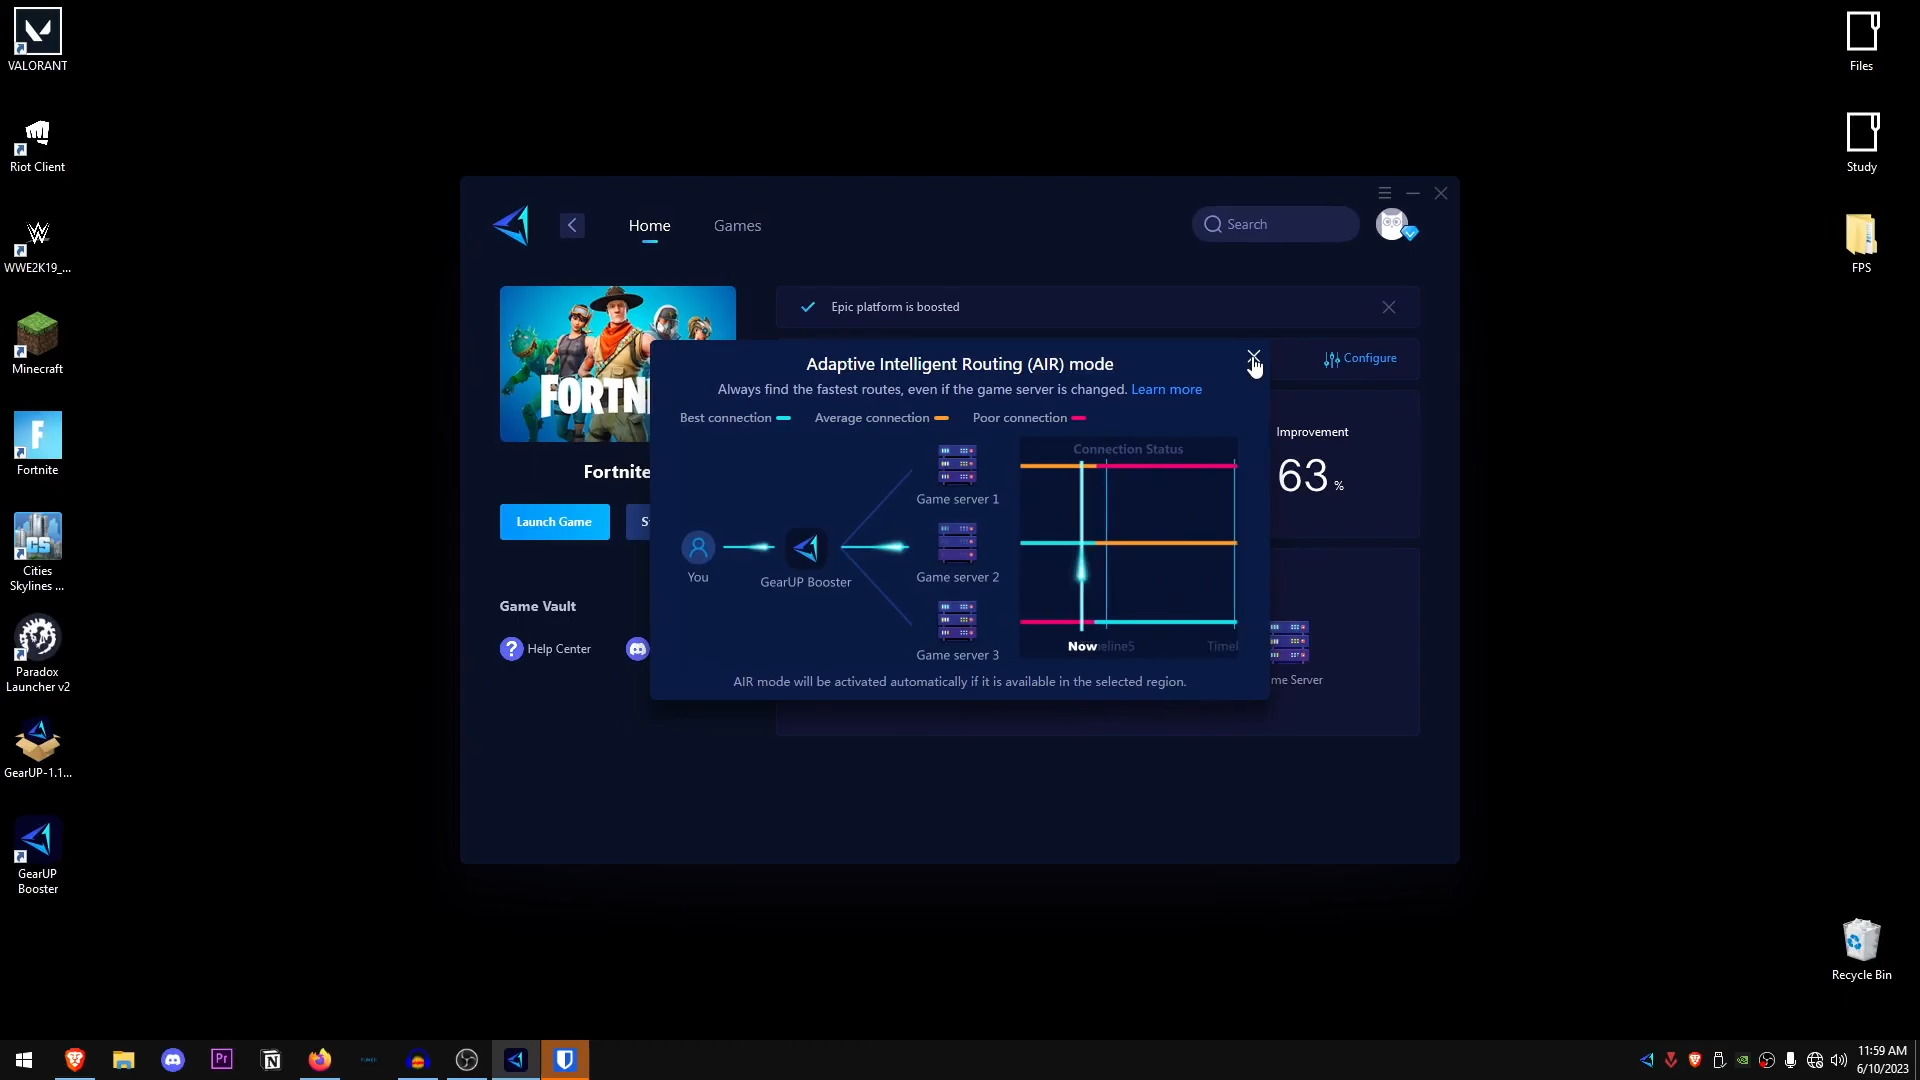 VALORANT
Riot Client
WWE2K19_...
Minecraft
Fortnite
Cities
Skylines ...
Paradox
Launcher v2
GearUP-1.1...
GearUP
Booster
Files
Study
FPS
Recycle Bin
Home
Games
Search
Epic platform is boosted
Configure
FORTNI
Fortnite
Launch Game
S
Game Vault
Help Center
Improvement
63 %
me Server
Adaptive Intelligent Routing (AIR) mode
Always find the fastest routes, even if the game server is changed. Learn more
Best connection
Average connection
Poor connection
Connection Status
Game server 1
Game server 2
Game server 3
You
GearUP Booster
Now
eline5
Timel
AIR mode will be activated automatically if it is available in the selected region.
11:59 AM
6/10/2023